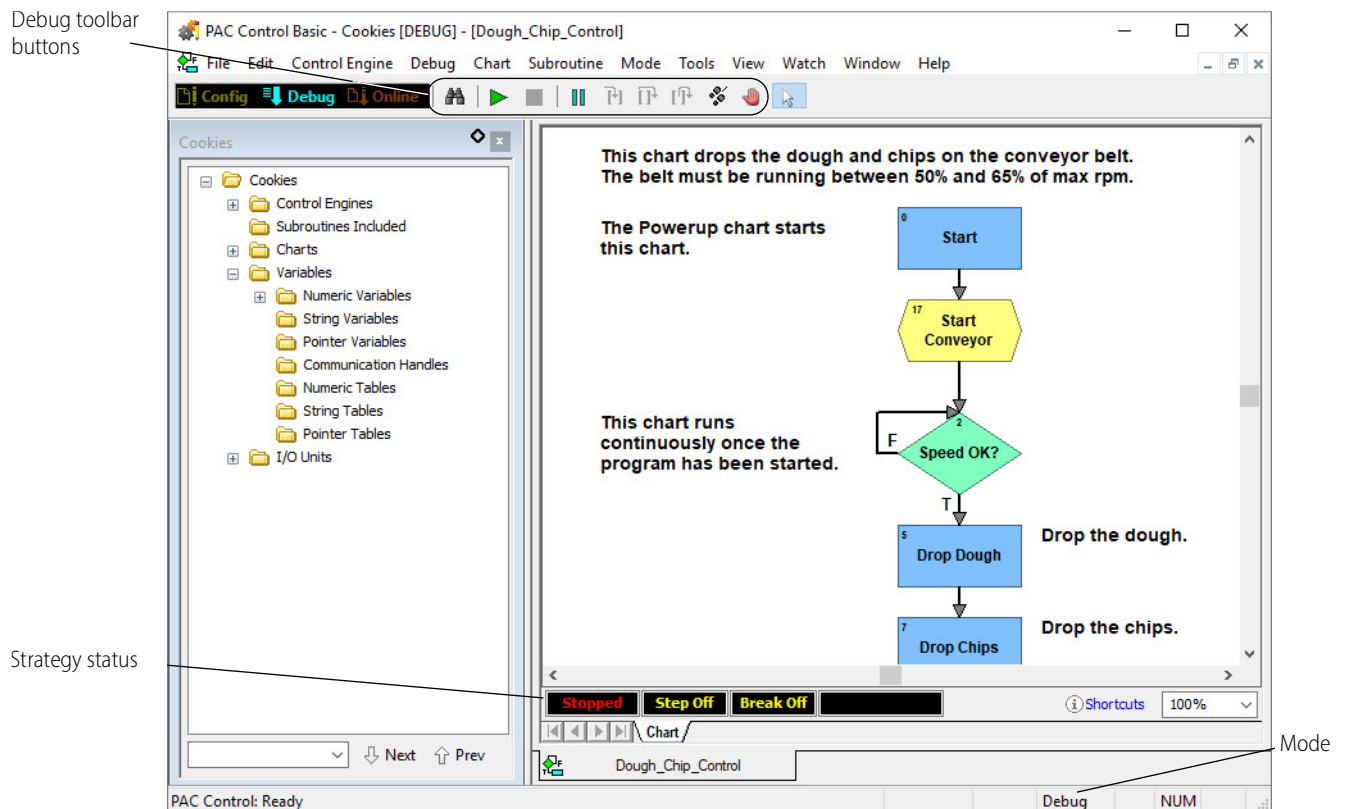 Debug toolbar
buttons
PAC Control Basic - Cookies [DEBUG] - [Dough_Chip_Control]
File Edit Control Engine Debug Chart Subroutine Mode Tools View Watch Window Help
Config Debug Online
Cookies
Cookies
Control Engines
Subroutines Included
Charts
Variables
Numeric Variables
String Variables
Pointer Variables
Communication Handles
Numeric Tables
String Tables
Pointer Tables
I/O Units
Next Prev
This chart drops the dough and chips on the conveyor belt.
The belt must be running between 50% and 65% of max rpm.
The Powerup chart starts
this chart.
0
Start
17
Start
Conveyor
This chart runs
continuously once the
program has been started.
2
F
Speed OK?
T
5
Drop Dough
Drop the dough.
7
Drop Chips
Drop the chips.
Strategy status
Stopped Step Off Break Off
Shortcuts 100%
Chart
Dough_Chip_Control
Mode
PAC Control: Ready
Debug NUM